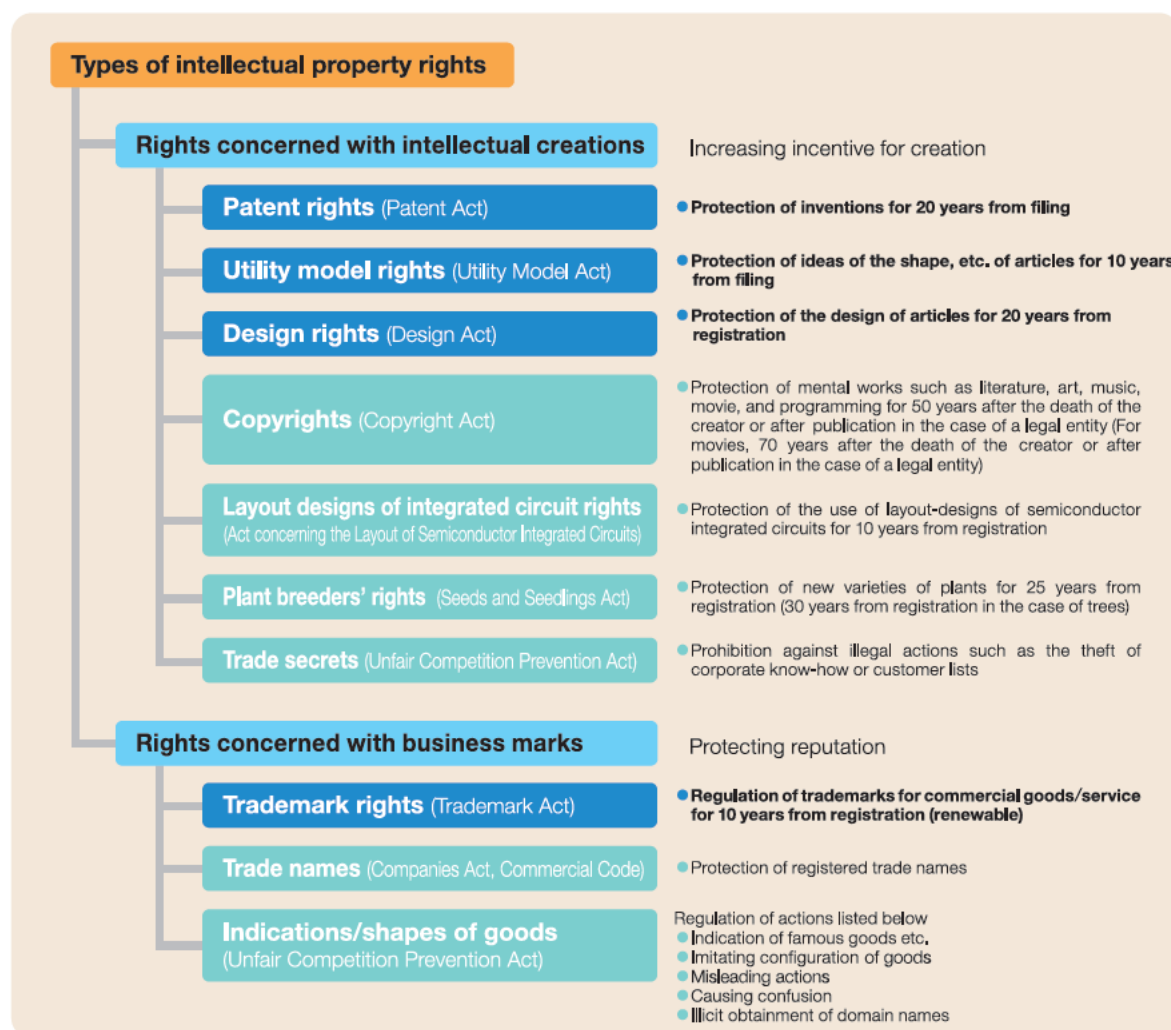 Types of intellectual property rights
Rights concerned with intellectual creations
Increasing incentive for creation
Patent rights (Patent Act)
Protection of inventions for 20 years from filing
Utility model rights (Utility Model Act)
Protection of ideas of the shape, etc. of articles for 10 years
from filing
Design rights (Design Act)
Protection of the design of articles for 20 years from
registration
Copyrights (Copyright Act)
Protection of mental works such as literature, art, music,
movie, and programming for 50 years after the death of the
creator or after publication in the case of a legal entity (For
movies, 70 years after the death of the creator or after
publication in the case of a legal entity)
Layout designs of integrated circuit rights
(Act concerning the Layout of Semiconductor Integrated Circuits)
Protection of the use of layout-designs of semiconductor
integrated circuits for 10 years from registration
Plant breeders' rights (Seeds and Seedlings Act)
Protection of new varieties of plants for 25 years from
registration (30 years from registration in the case of trees)
Trade secrets (Unfair Competition Prevention Act)
Prohibition against illegal actions such as the theft of
corporate know-how or customer lists
Rights concerned with business marks
Protecting reputation
Trademark rights (Trademark Act)
Regulation of trademarks for commercial goods/service
for 10 years from registration (renewable)
Trade names (Companies Act, Commercial Code)
Protection of registered trade names
Indications/shapes of goods
(Unfair Competition Prevention Act)
Regulation of actions listed below
Indication of famous goods etc.
Imitating configuration of goods
Misleading actions
Causing confusion
Illicit obtainment of domain names